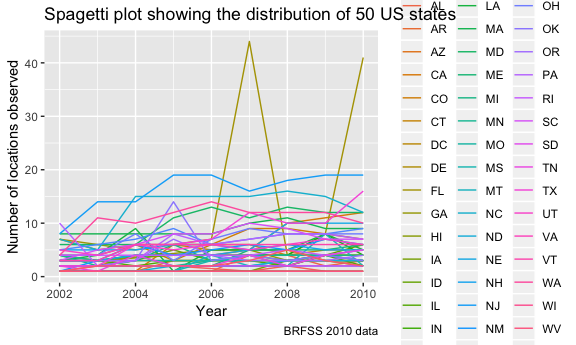 Spagetti plot showing the distribution of 50 US states
Number of locations observed
40
30
20
10
0
2002 2004 2006 2008 2010
Year
BRFSS 2010 data
AL LA OH
AR MA OK
AZ MD OR
CA ME PA
CO MI RI
CT MN SC
DC MO SD
DE MS TN
FL MT TX
GA NC UT
HI ND VA
IA NE VT
ID NH WA
IL NJ WI
IN NM WV